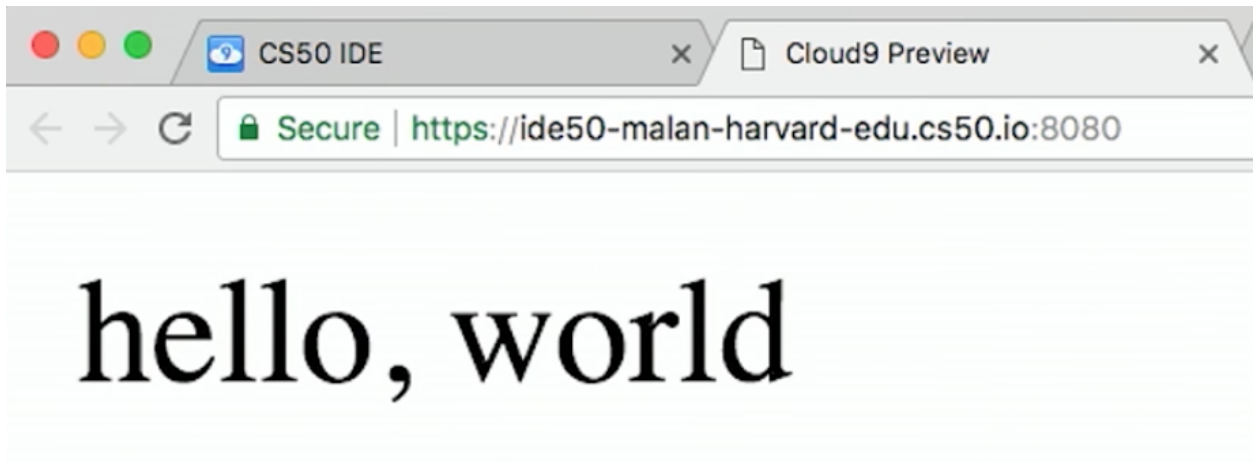 CS50 IDE
Cloud9 Preview
Secure | https://ide50-malan-harvard-edu.cs50.io:8080
hello, world